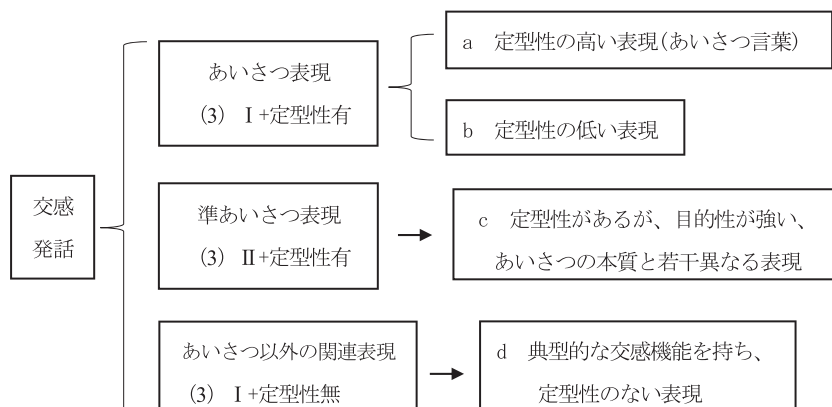 交感
発話
あいさつ表現
(3) Ⅰ+定型性有
a 定型性の高い表現(あいさつ言葉)
b 定型性の低い表現
準あいさつ表現
(3) Ⅱ+定型性有
c 定型性があるが、目的性が強い、
あいさつの本質と若干異なる表現
あいさつ以外の関連表現
(3) Ⅰ+定型性無
d 典型的な交感機能を持ち、
定型性のない表現